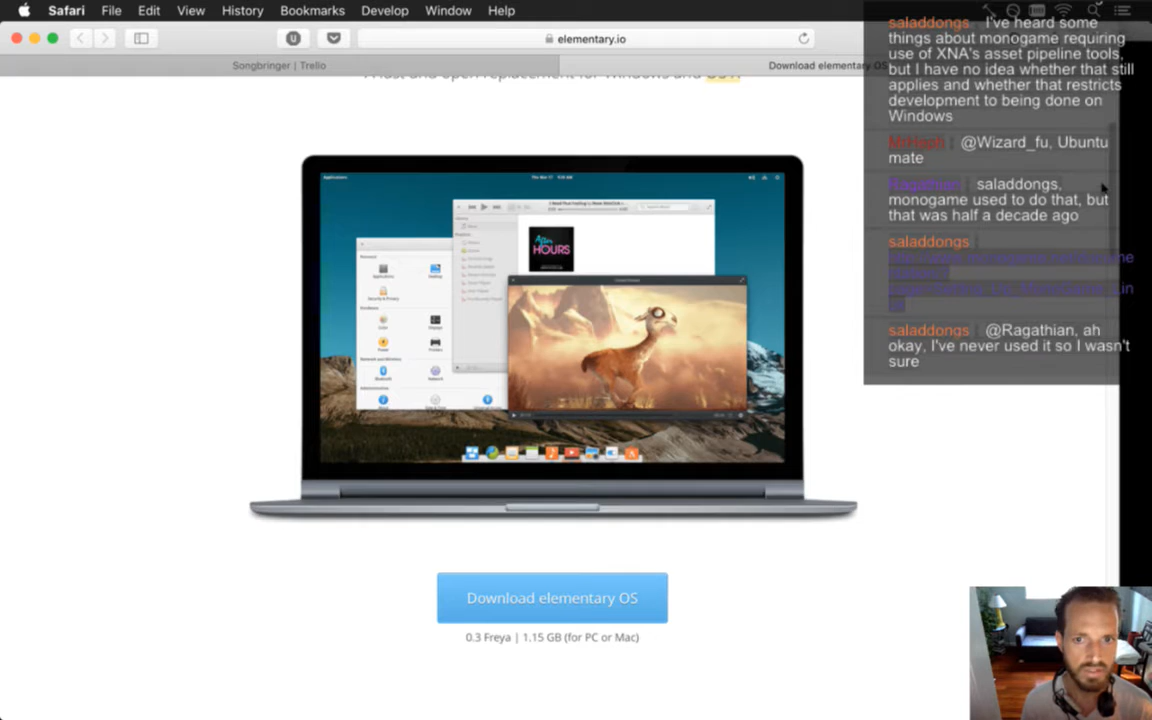 Safari File Edit View History Bookmarks Develop Window Help
elementary.io
Songbringer | Trello
Download elementary OS
Applications
HOURS
Download elementary OS
0.3 Freya | 1.15 GB (for PC or Mac)
saladdongs : I've heard some
things about monogame requiring
use of XNA's asset pipeline tools,
but I have no idea whether that still
applies and whether that restricts
development to being done on
Windows
@Wizard_fu, Ubuntu
mate
Ragathian : saladdongs,
monogame used to do that, but
that was half a decade ago
saladdongs :
saladdongs : @Ragathian, ah
okay, I've never used it so I wasn't
sure